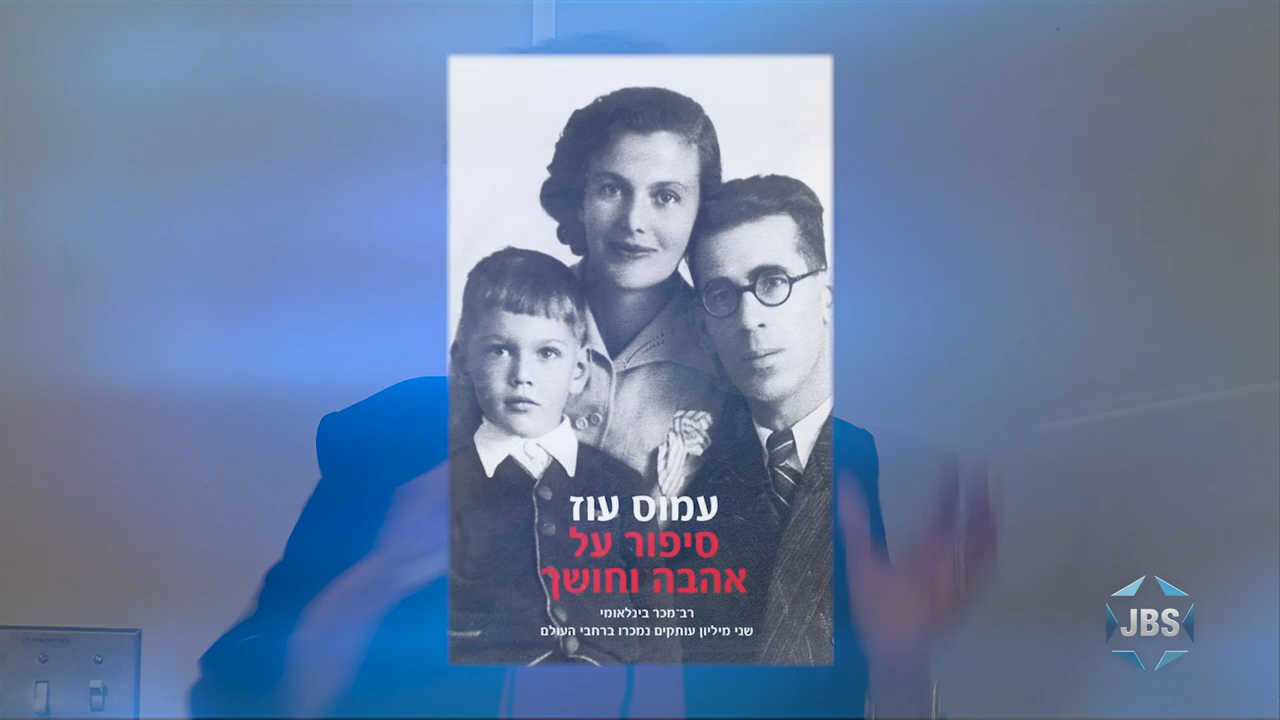 עמוס עוז
סיפור על
אהבה וחושך
רב־מכר בינלאומי
שני מיליון עותקים נמכרו ברחבי העולם
JBS